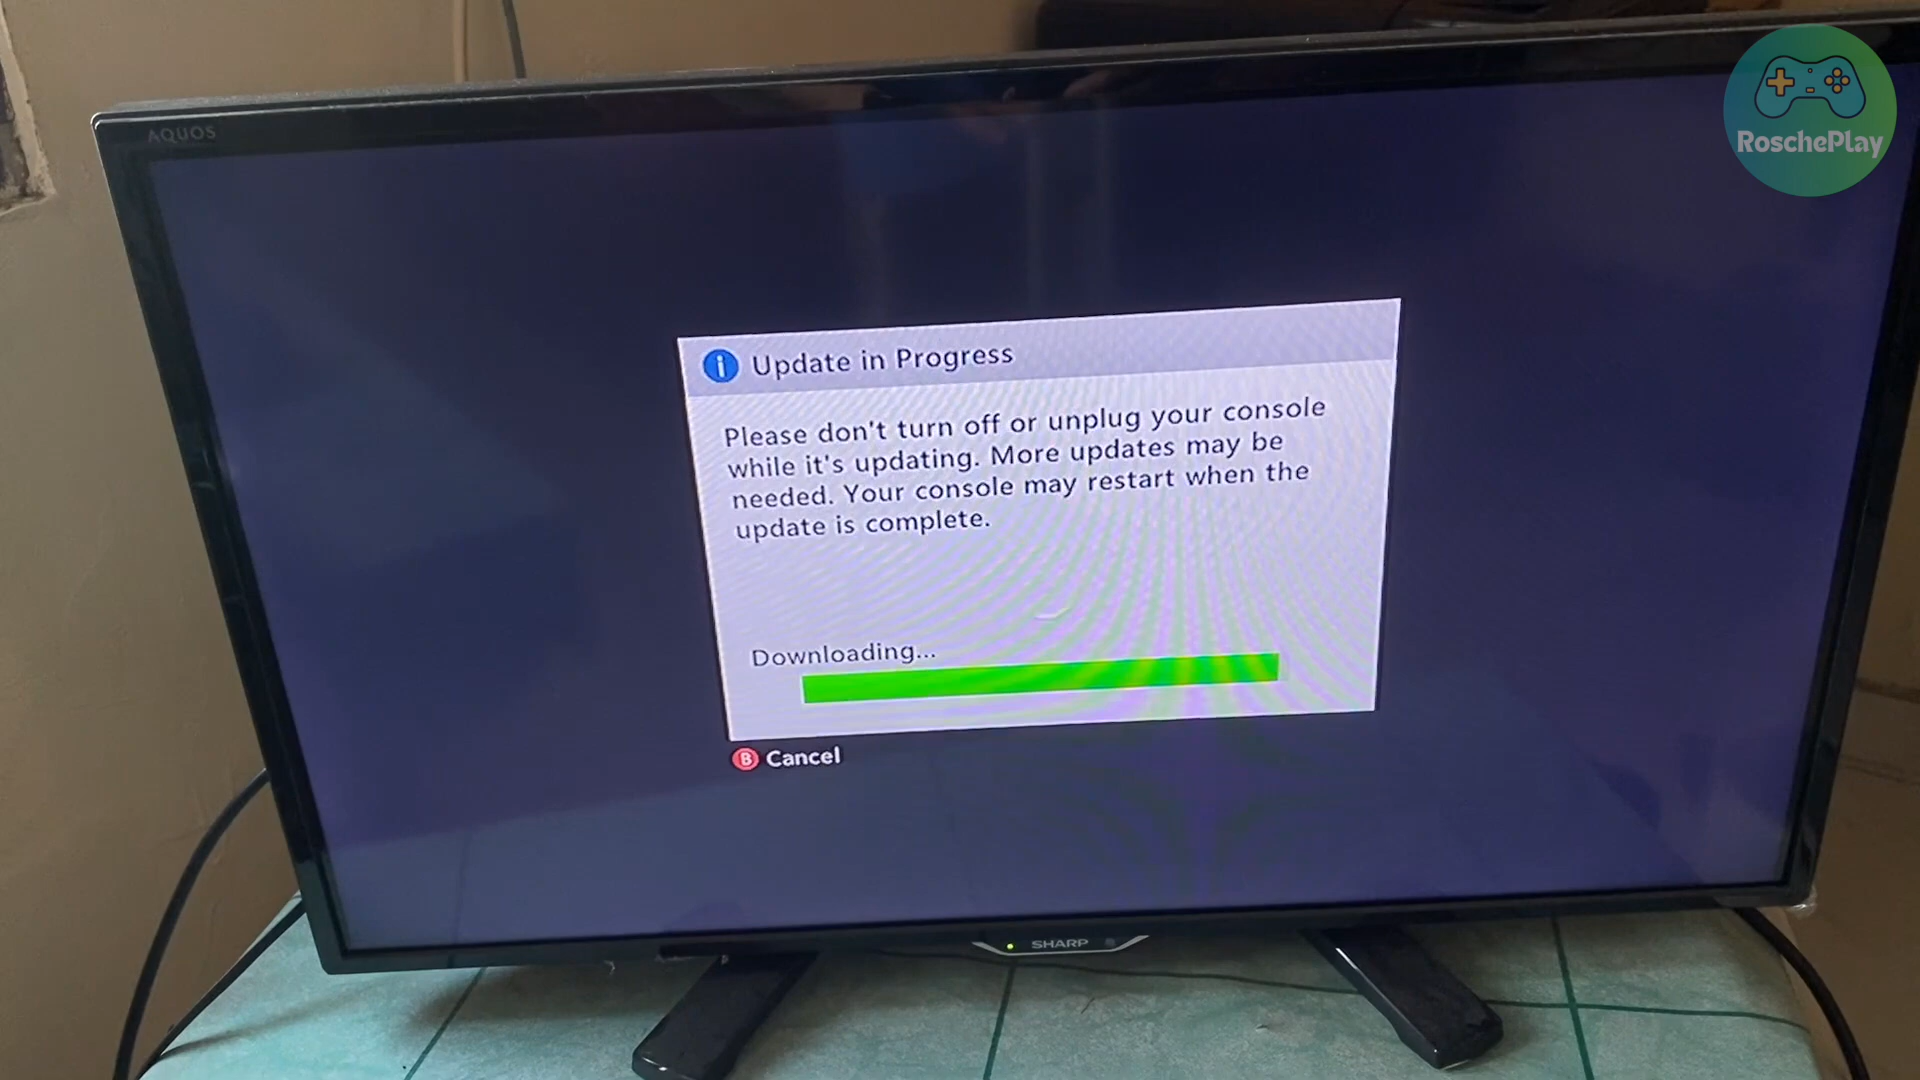 AQUOS
RoschePlay
i Update in Progress
Please don't turn off or unplug your console
while it's updating. More updates may be
needed. Your console may restart when the
update is complete.
Downloading...
B Cancel
SHARP